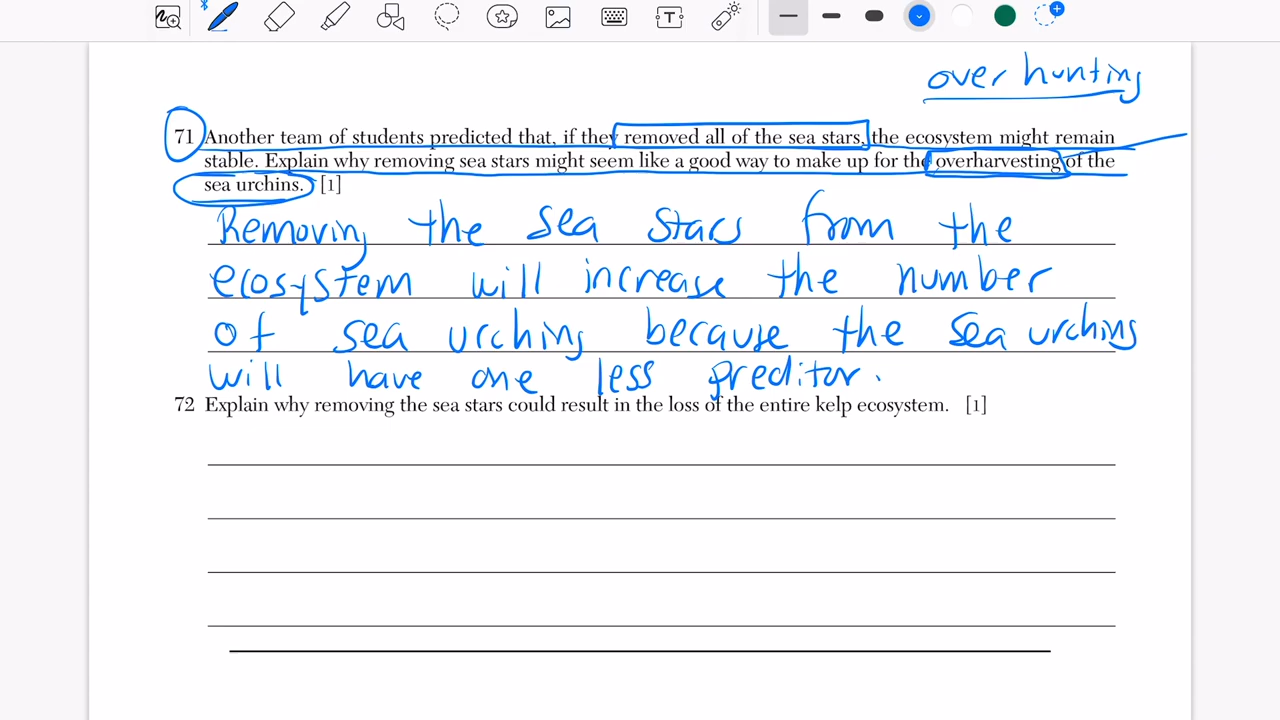 over hunting
71 Another team of students predicted that, if they removed all of the sea stars, the ecosystem might remain
stable. Explain why removing sea stars might seem like a good way to make up for the overharvesting of the
sea urchins. [1]
Removing the sea stars from the
ecosystem will increase the number
of sea urching because the sea urching
will have one less preditor.
72 Explain why removing the sea stars could result in the loss of the entire kelp ecosystem. [1]